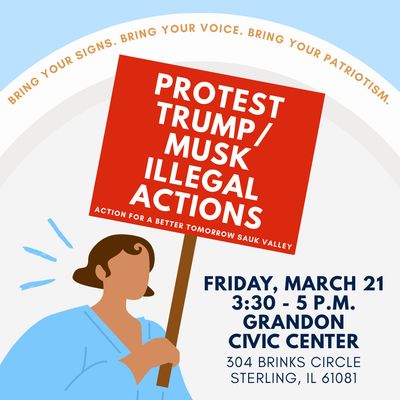 BRING YOUR SIGNS. BRING YOUR VOICE. BRING YOUR PATRIOTISM.
PROTEST
TRUMP/
MUSK
ILLEGAL
ACTIONS
ACTION FOR A BETTER TOMORROW SAUK VALLEY
FRIDAY, MARCH 21
3:30 - 5 P.M.
GRANDON
CIVIC CENTER
304 BRINKS CIRCLE
STERLING, IL 61081